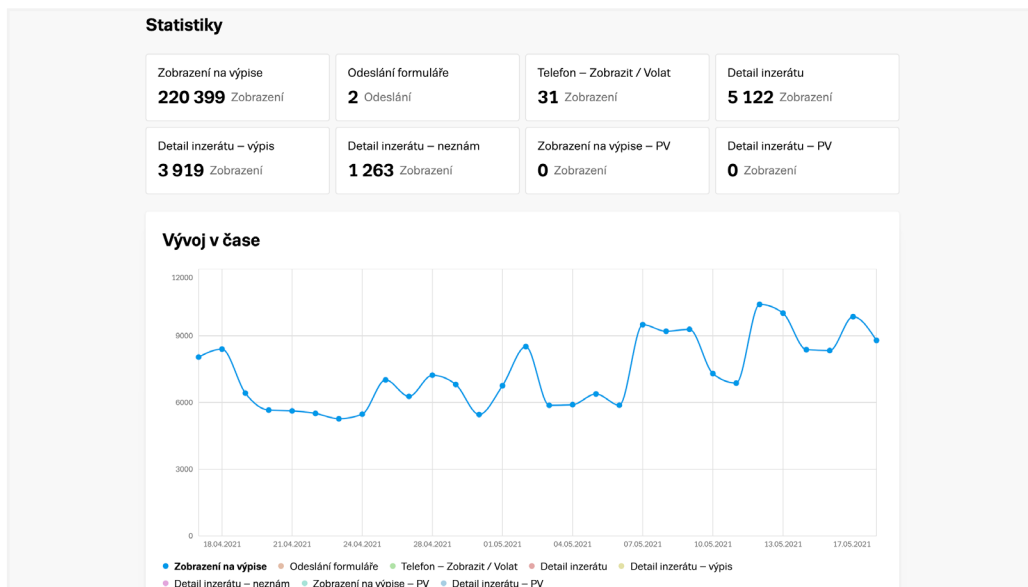 Statistiky
Zobrazení na výpise
220 399 Zobrazení
Odeslání formuláře
2 Odeslání
Telefon – Zobrazit / Volat
31 Zobrazení
Detail inzerátu
5 122 Zobrazení
Detail inzerátu – výpis
3 919 Zobrazení
Detail inzerátu – neznám
1 263 Zobrazení
Zobrazení na výpise – PV
0 Zobrazení
Detail inzerátu – PV
0 Zobrazení
Vývoj v čase
12000
9000
6000
3000
0
18.04.2021 21.04.2021 24.04.2021 28.04.2021 01.05.2021 04.05.2021 07.05.2021 10.05.2021 13.05.2021 17.05.2021
Zobrazení na výpise Odeslání formuláře Telefon – Zobrazit / Volat Detail inzerátu Detail inzerátu – výpis
Detail inzerátu – neznám Zobrazení na výpise – PV Detail inzerátu – PV